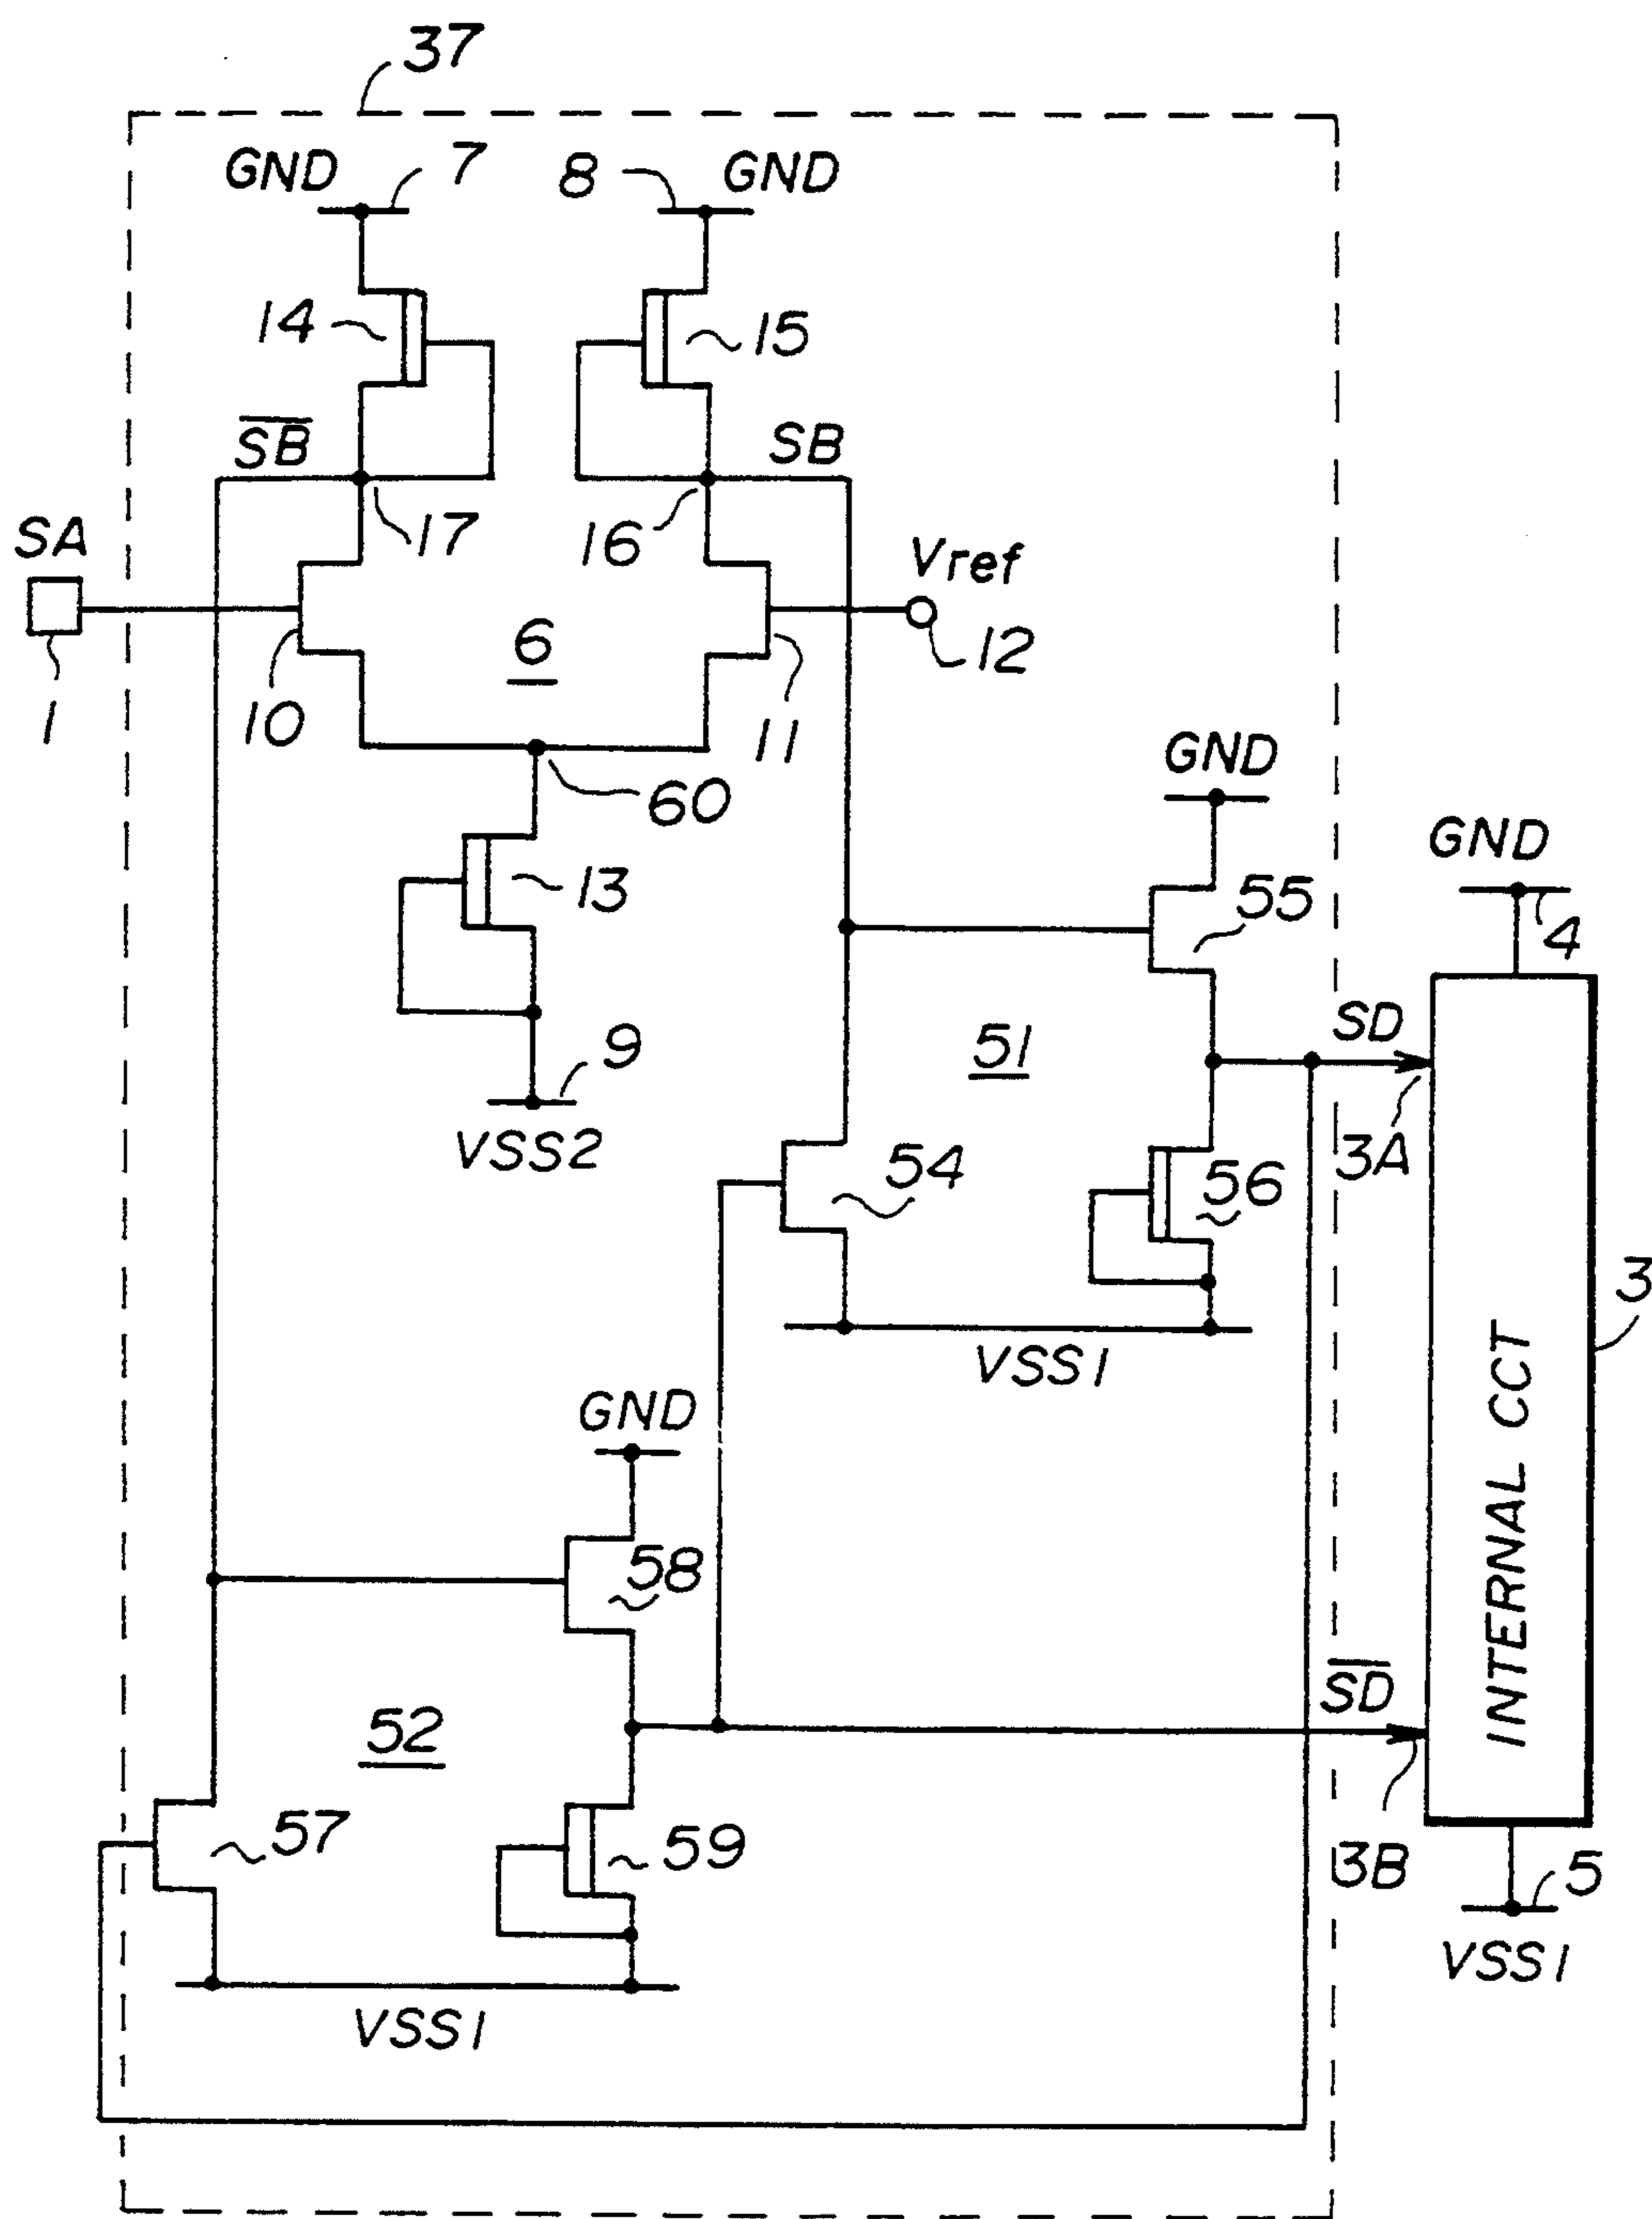 37
GND
7
8
GND
14
15
S̅B̅
SB
17
16
SA
1
10
6
11
Vref
12
60
13
9
VSS2
GND
55
GND
4
51
SD
3A
54
56
VSS1
3
INTERNAL CCT
GND
58
S̅D̅
52
57
59
3B
5
VSS1
VSS1